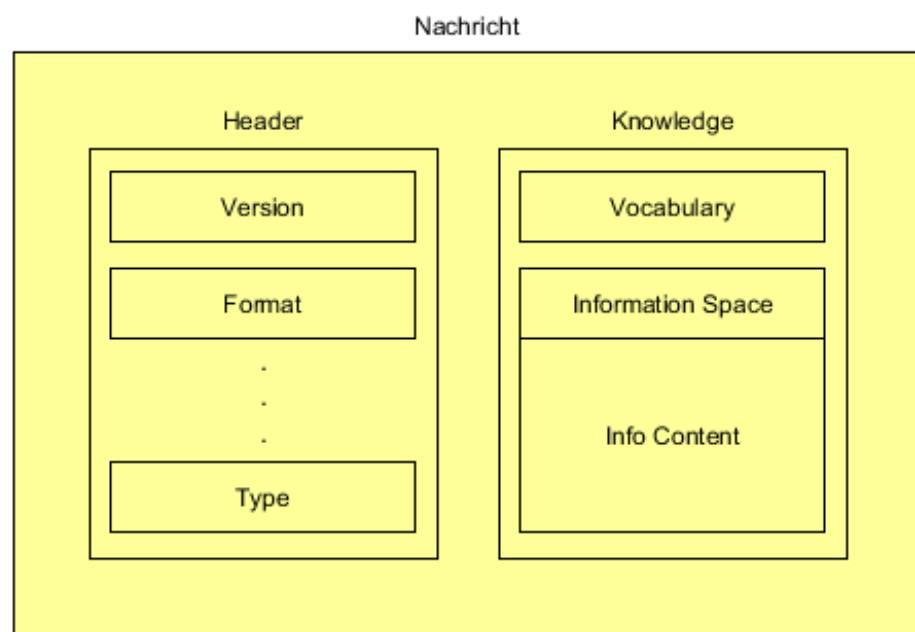 Nachricht
Header
Version
Format
.
.
.
Type
Knowledge
Vocabulary
Information Space
Info Content